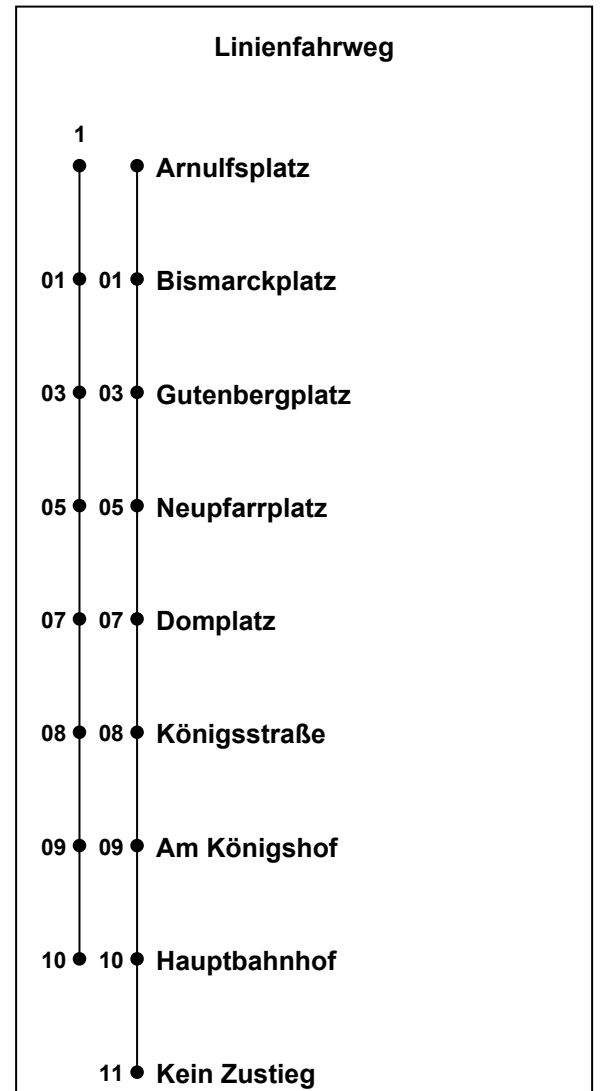 Linienfahrweg
1
Arnulfsplatz
01 01 Bismarckplatz
03 03 Gutenbergplatz
05 05 Neupfarrplatz
07 07 Domplatz
08 08 Königsstraße
09 09 Am Königshof
10 10 Hauptbahnhof
11 Kein Zustieg